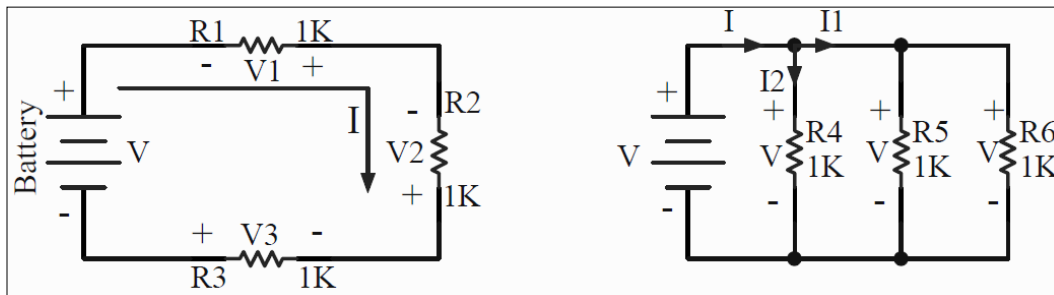 R1 1K
- V1 +
+
Battery
V
-
I
- R2
V2
+ 1K
+ V3 -
R3 1K
I I1
I2
+ + + +
V
V R4 V R5 V R6
1K 1K 1K
- - - -